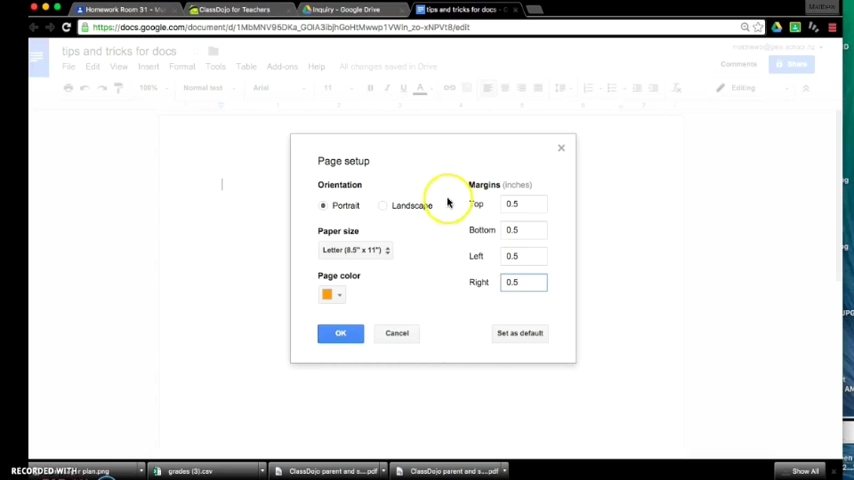 Homework Room 31 - Mu
ClassDojo for Teachers
Inquiry - Google Drive
tips and tricks for docs -
https://docs.google.com/document/d/1MbMNV95DKa_GOIA3ibjhGoHtMwwp1VWIn_zo-xNPVt8/edit
tips and tricks for docs
File Edit View Insert Format Tools Table Add-ons Help All changes saved in Drive
Comments
Share
100% Normal text Arial 11 B I U A Editing
Page setup
Orientation
Portrait
Landscape
Paper size
Letter (8.5" x 11")
Page color
Margins (inches)
Top 0.5
Bottom 0.5
Left 0.5
Right 0.5
OK
Cancel
Set as default
RECORDED WITH
r plan.png
grades (3).csv
ClassDojo parent and s....pdf
ClassDojo parent and s....pdf
Show All